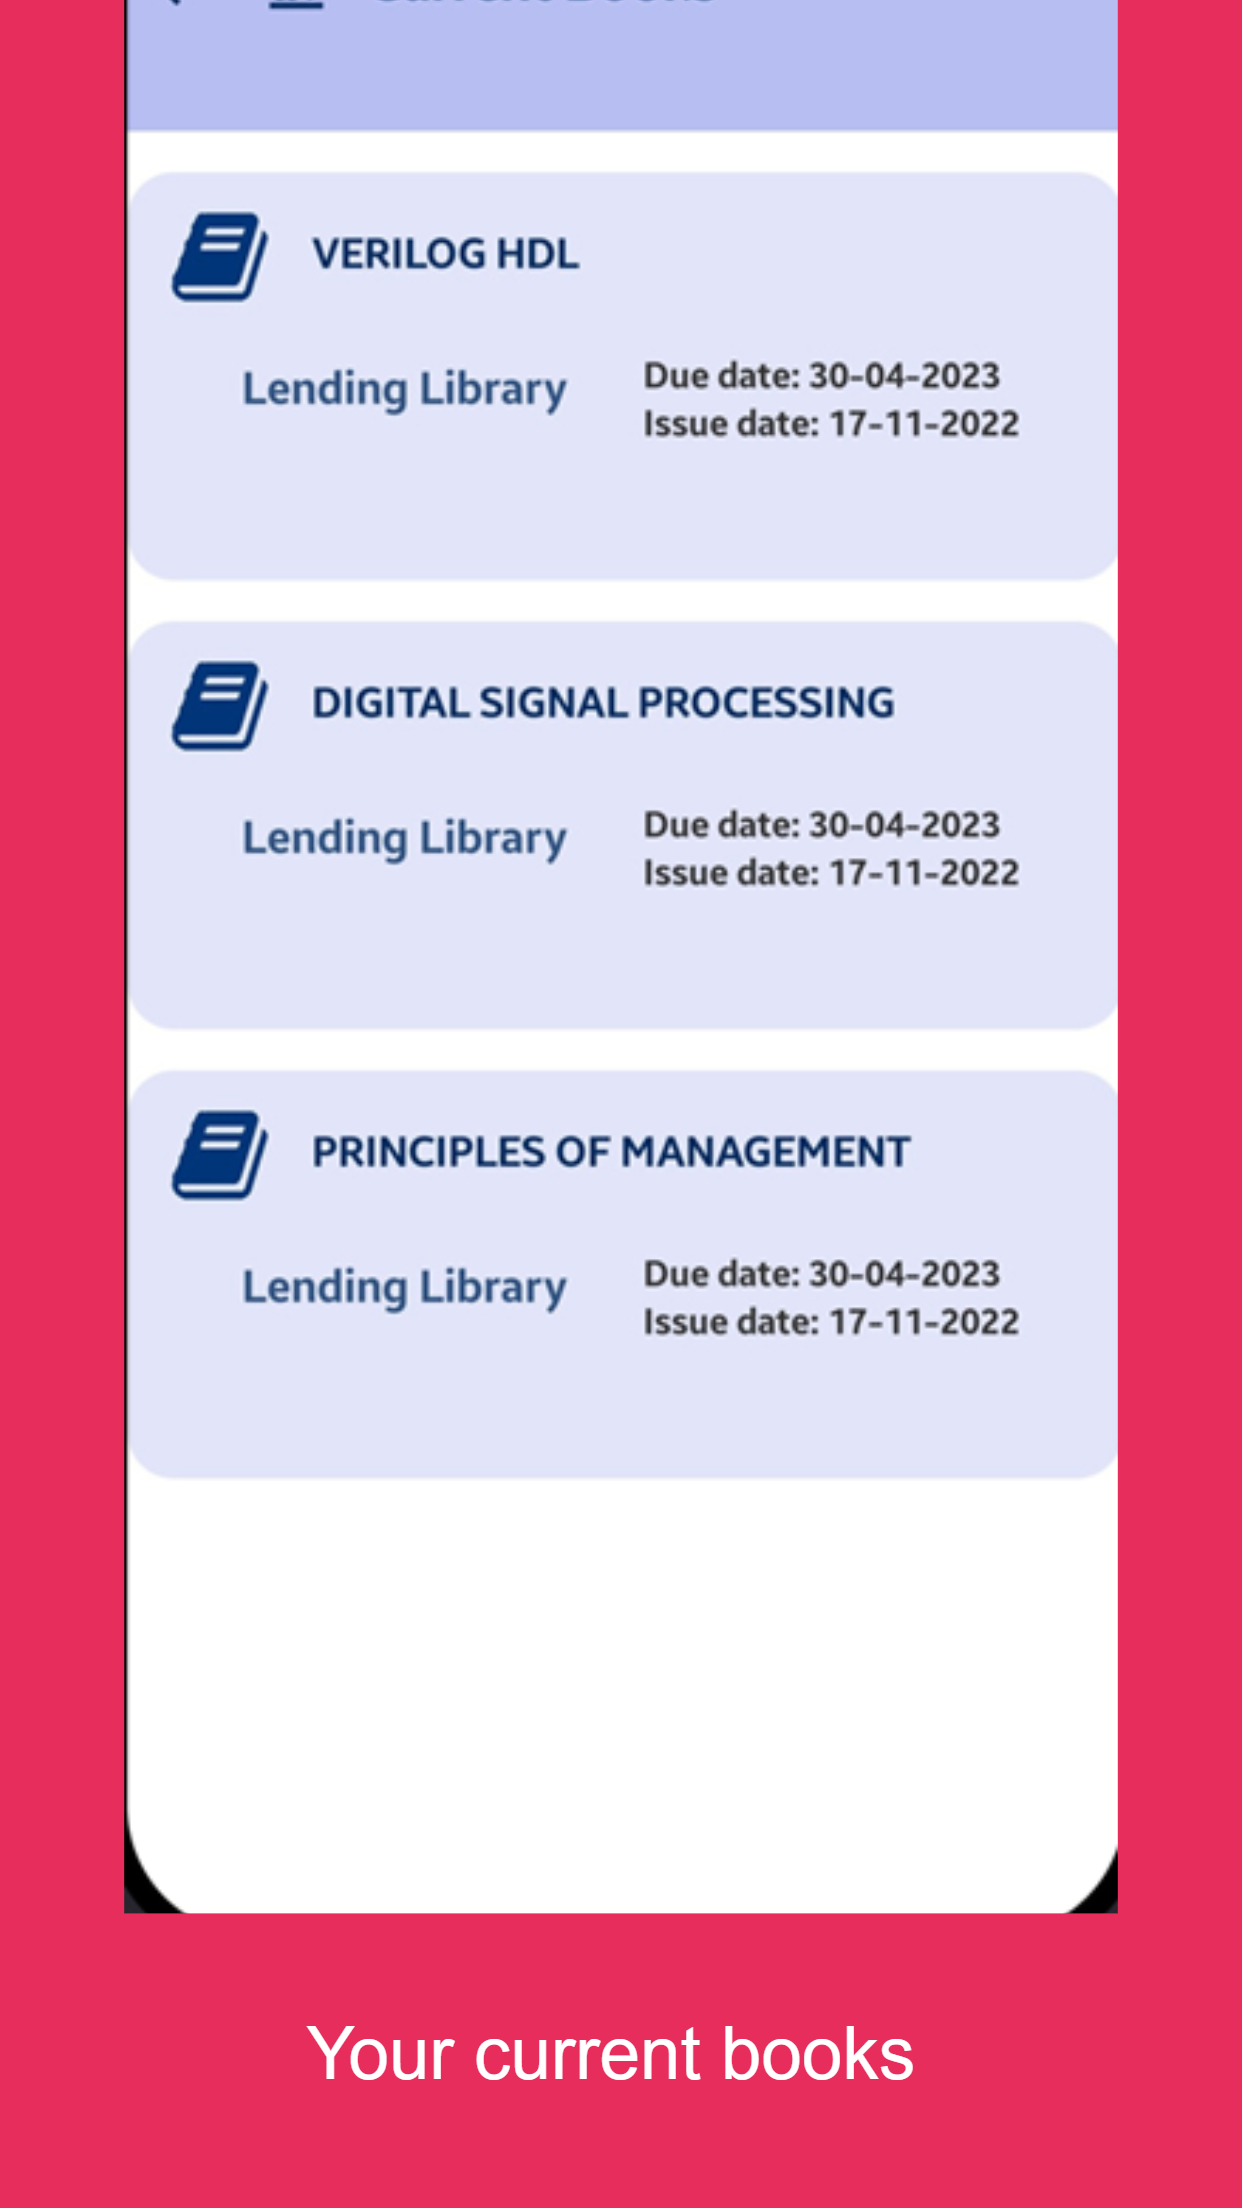 Current Books
VERILOG HDL
Lending Library
Due date: 30-04-2023
Issue date: 17-11-2022
DIGITAL SIGNAL PROCESSING
Lending Library
Due date: 30-04-2023
Issue date: 17-11-2022
PRINCIPLES OF MANAGEMENT
Lending Library
Due date: 30-04-2023
Issue date: 17-11-2022
Your current books